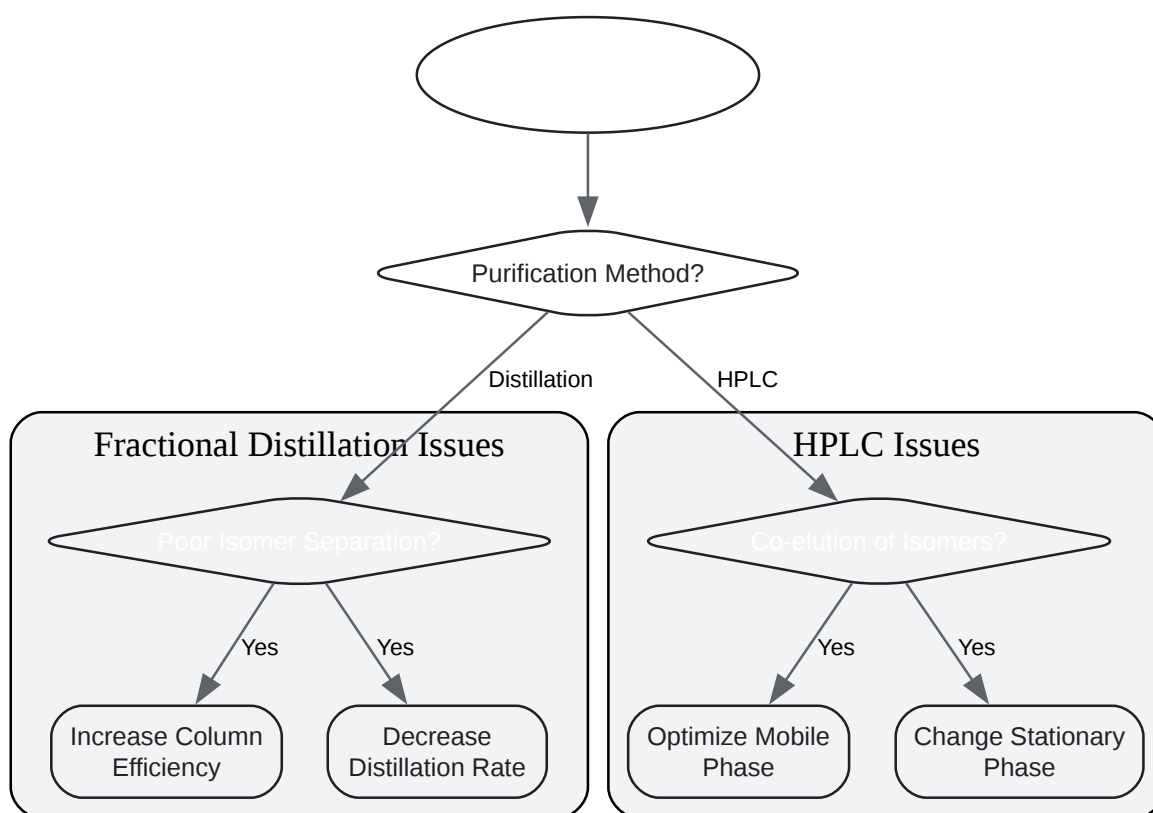 Purification Method?
Distillation
HPLC
Fractional Distillation Issues
HPLC Issues
Poor Isomer Separation?
Co-elution of Isomers?
Yes
Yes
Yes
Yes
Increase Column
Efficiency
Decrease
Distillation Rate
Optimize Mobile
Phase
Change Stationary
Phase